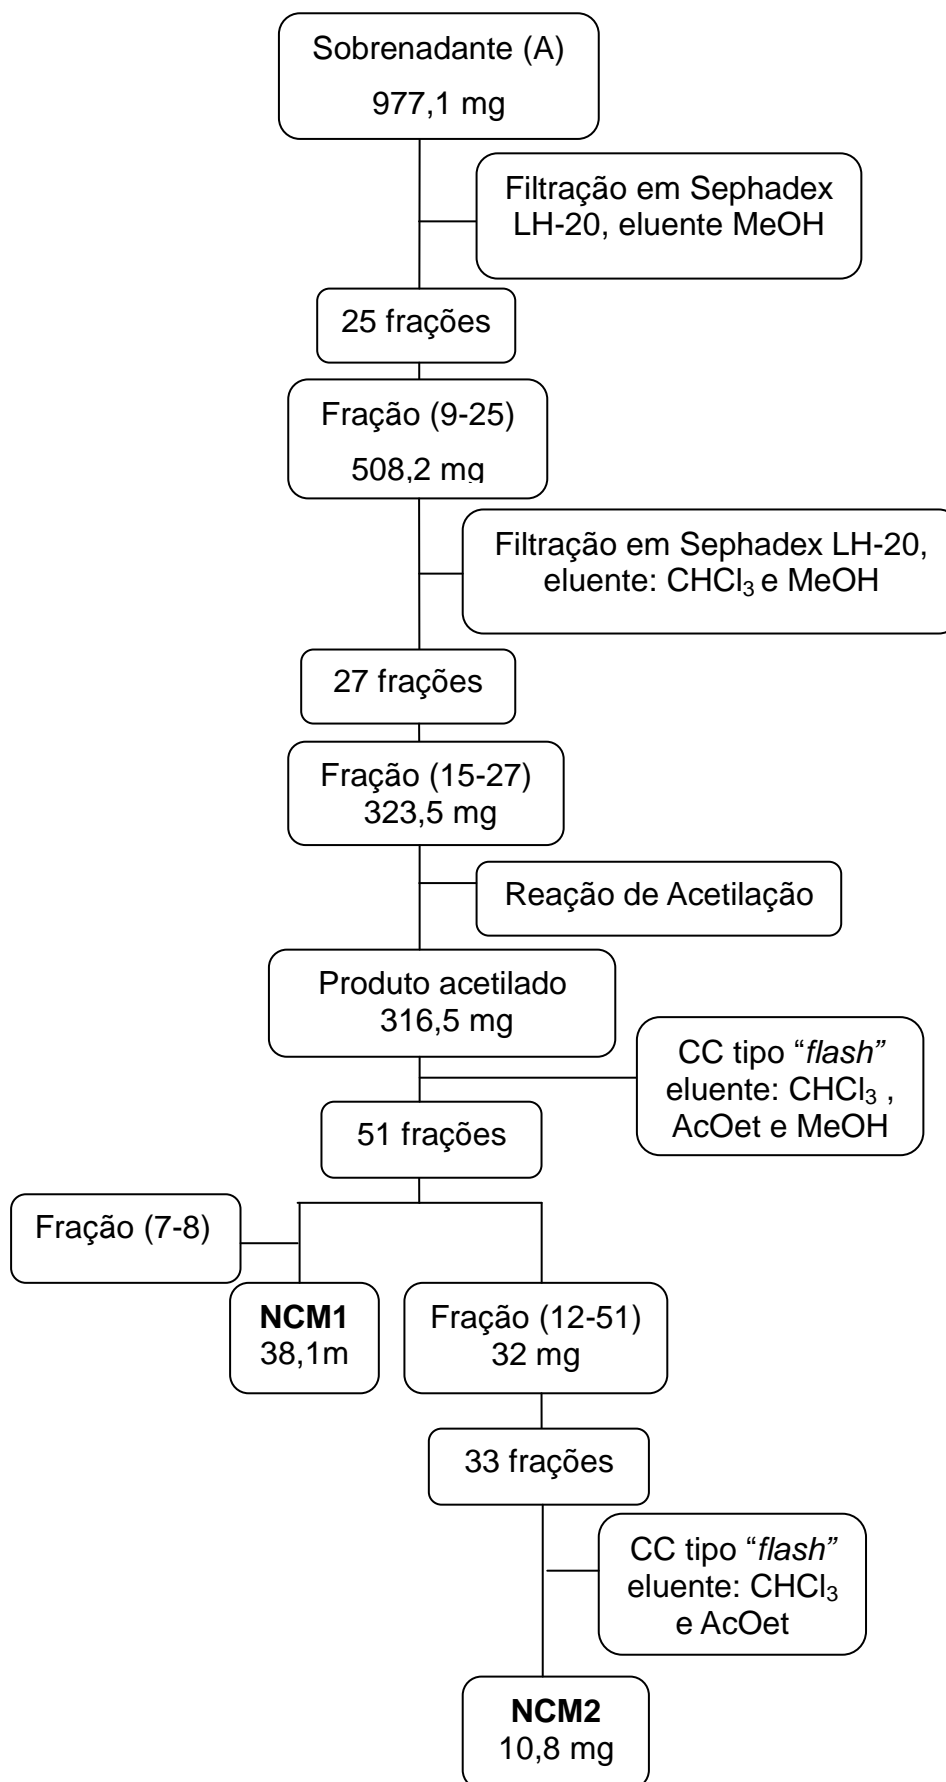 Sobrenadante (A)
977,1 mg
Filtração em Sephadex
LH-20, eluente MeOH
25 frações
Fração (9-25)
508,2 mg
Filtração em Sephadex LH-20,
eluente: CHCl₃ e MeOH
27 frações
Fração (15-27)
323,5 mg
Reação de Acetilação
Produto acetilado
316,5 mg
CC tipo “flash”
eluente: CHCl₃ ,
AcOet e MeOH
51 frações
Fração (7-8)
NCM1
38,1m
Fração (12-51)
32 mg
33 frações
CC tipo “flash”
eluente: CHCl₃
e AcOet
NCM2
10,8 mg